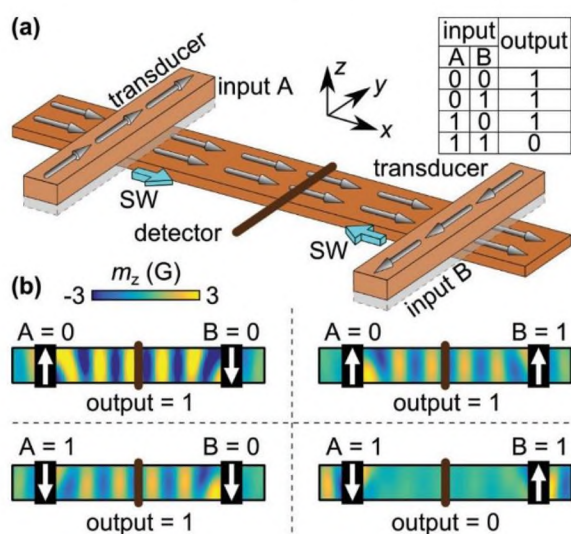 (a)
transducer
input A
z
y
x
input output
A B
0 0 1
0 1 1
1 0 1
1 1 0
transducer
SW
detector
SW
input B
(b)
m_z (G)
-3 3
A = 0 B = 0
output = 1
A = 0 B = 1
output = 1
A = 1 B = 0
output = 1
A = 1 B = 1
output = 0